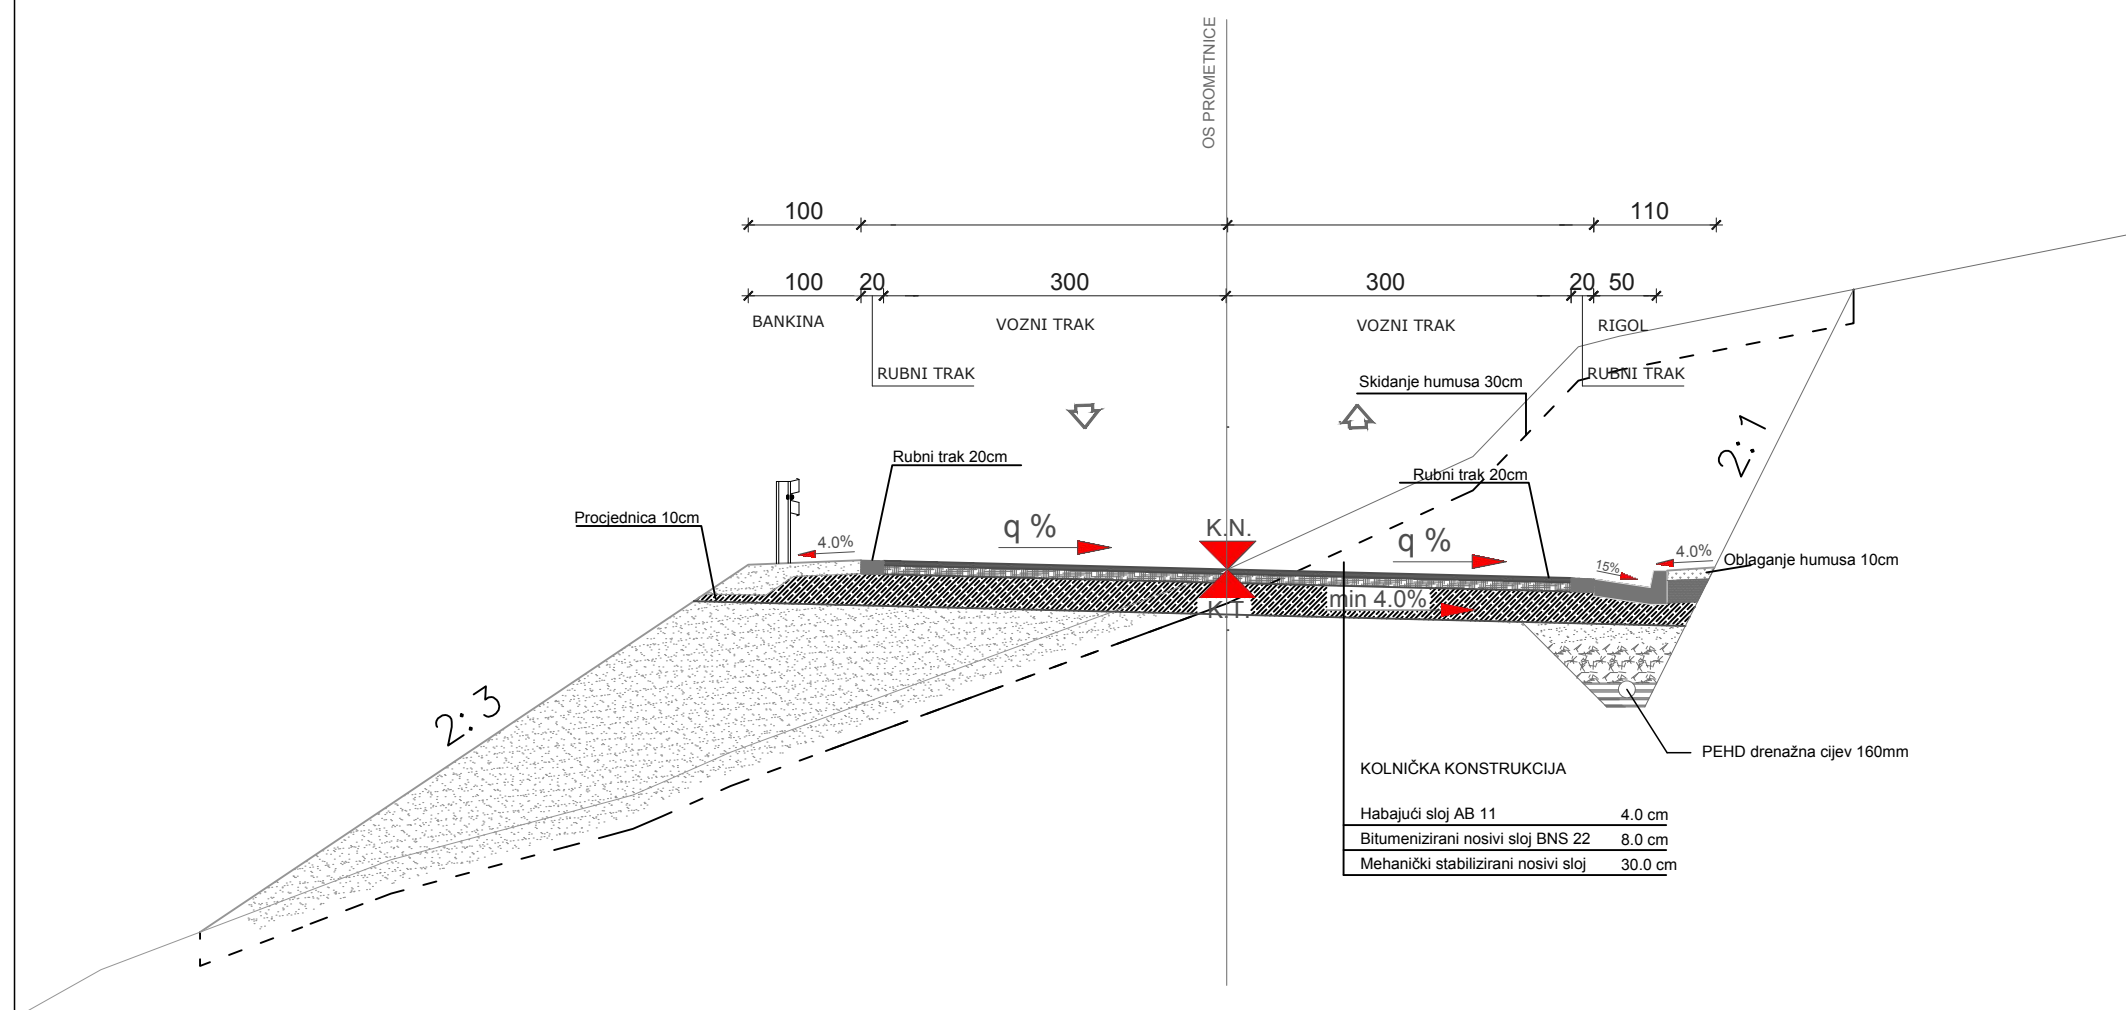 OS PROMETNICE
100 110
100 20 300 300 20 50
BANKINA VOZNI TRAK VOZNI TRAK RIGOL
RUBNI TRAK RUBNI TRAK
Skidanje humusa 30cm
2:1
Rubni trak 20cm
Rubni trak 20cm
Procjednica 10cm
q % K.N. q %
4.0% 4.0%
Oblaganje humusa 10cm
15%
min 4.0%
K.T.
2:3
PEHD drenažna cijev 160mm
KOLNIČKA KONSTRUKCIJA
Habajući sloj AB 11 4.0 cm
Bitumenizirani nosivi sloj BNS 22 8.0 cm
Mehanički stabilizirani nosivi sloj 30.0 cm